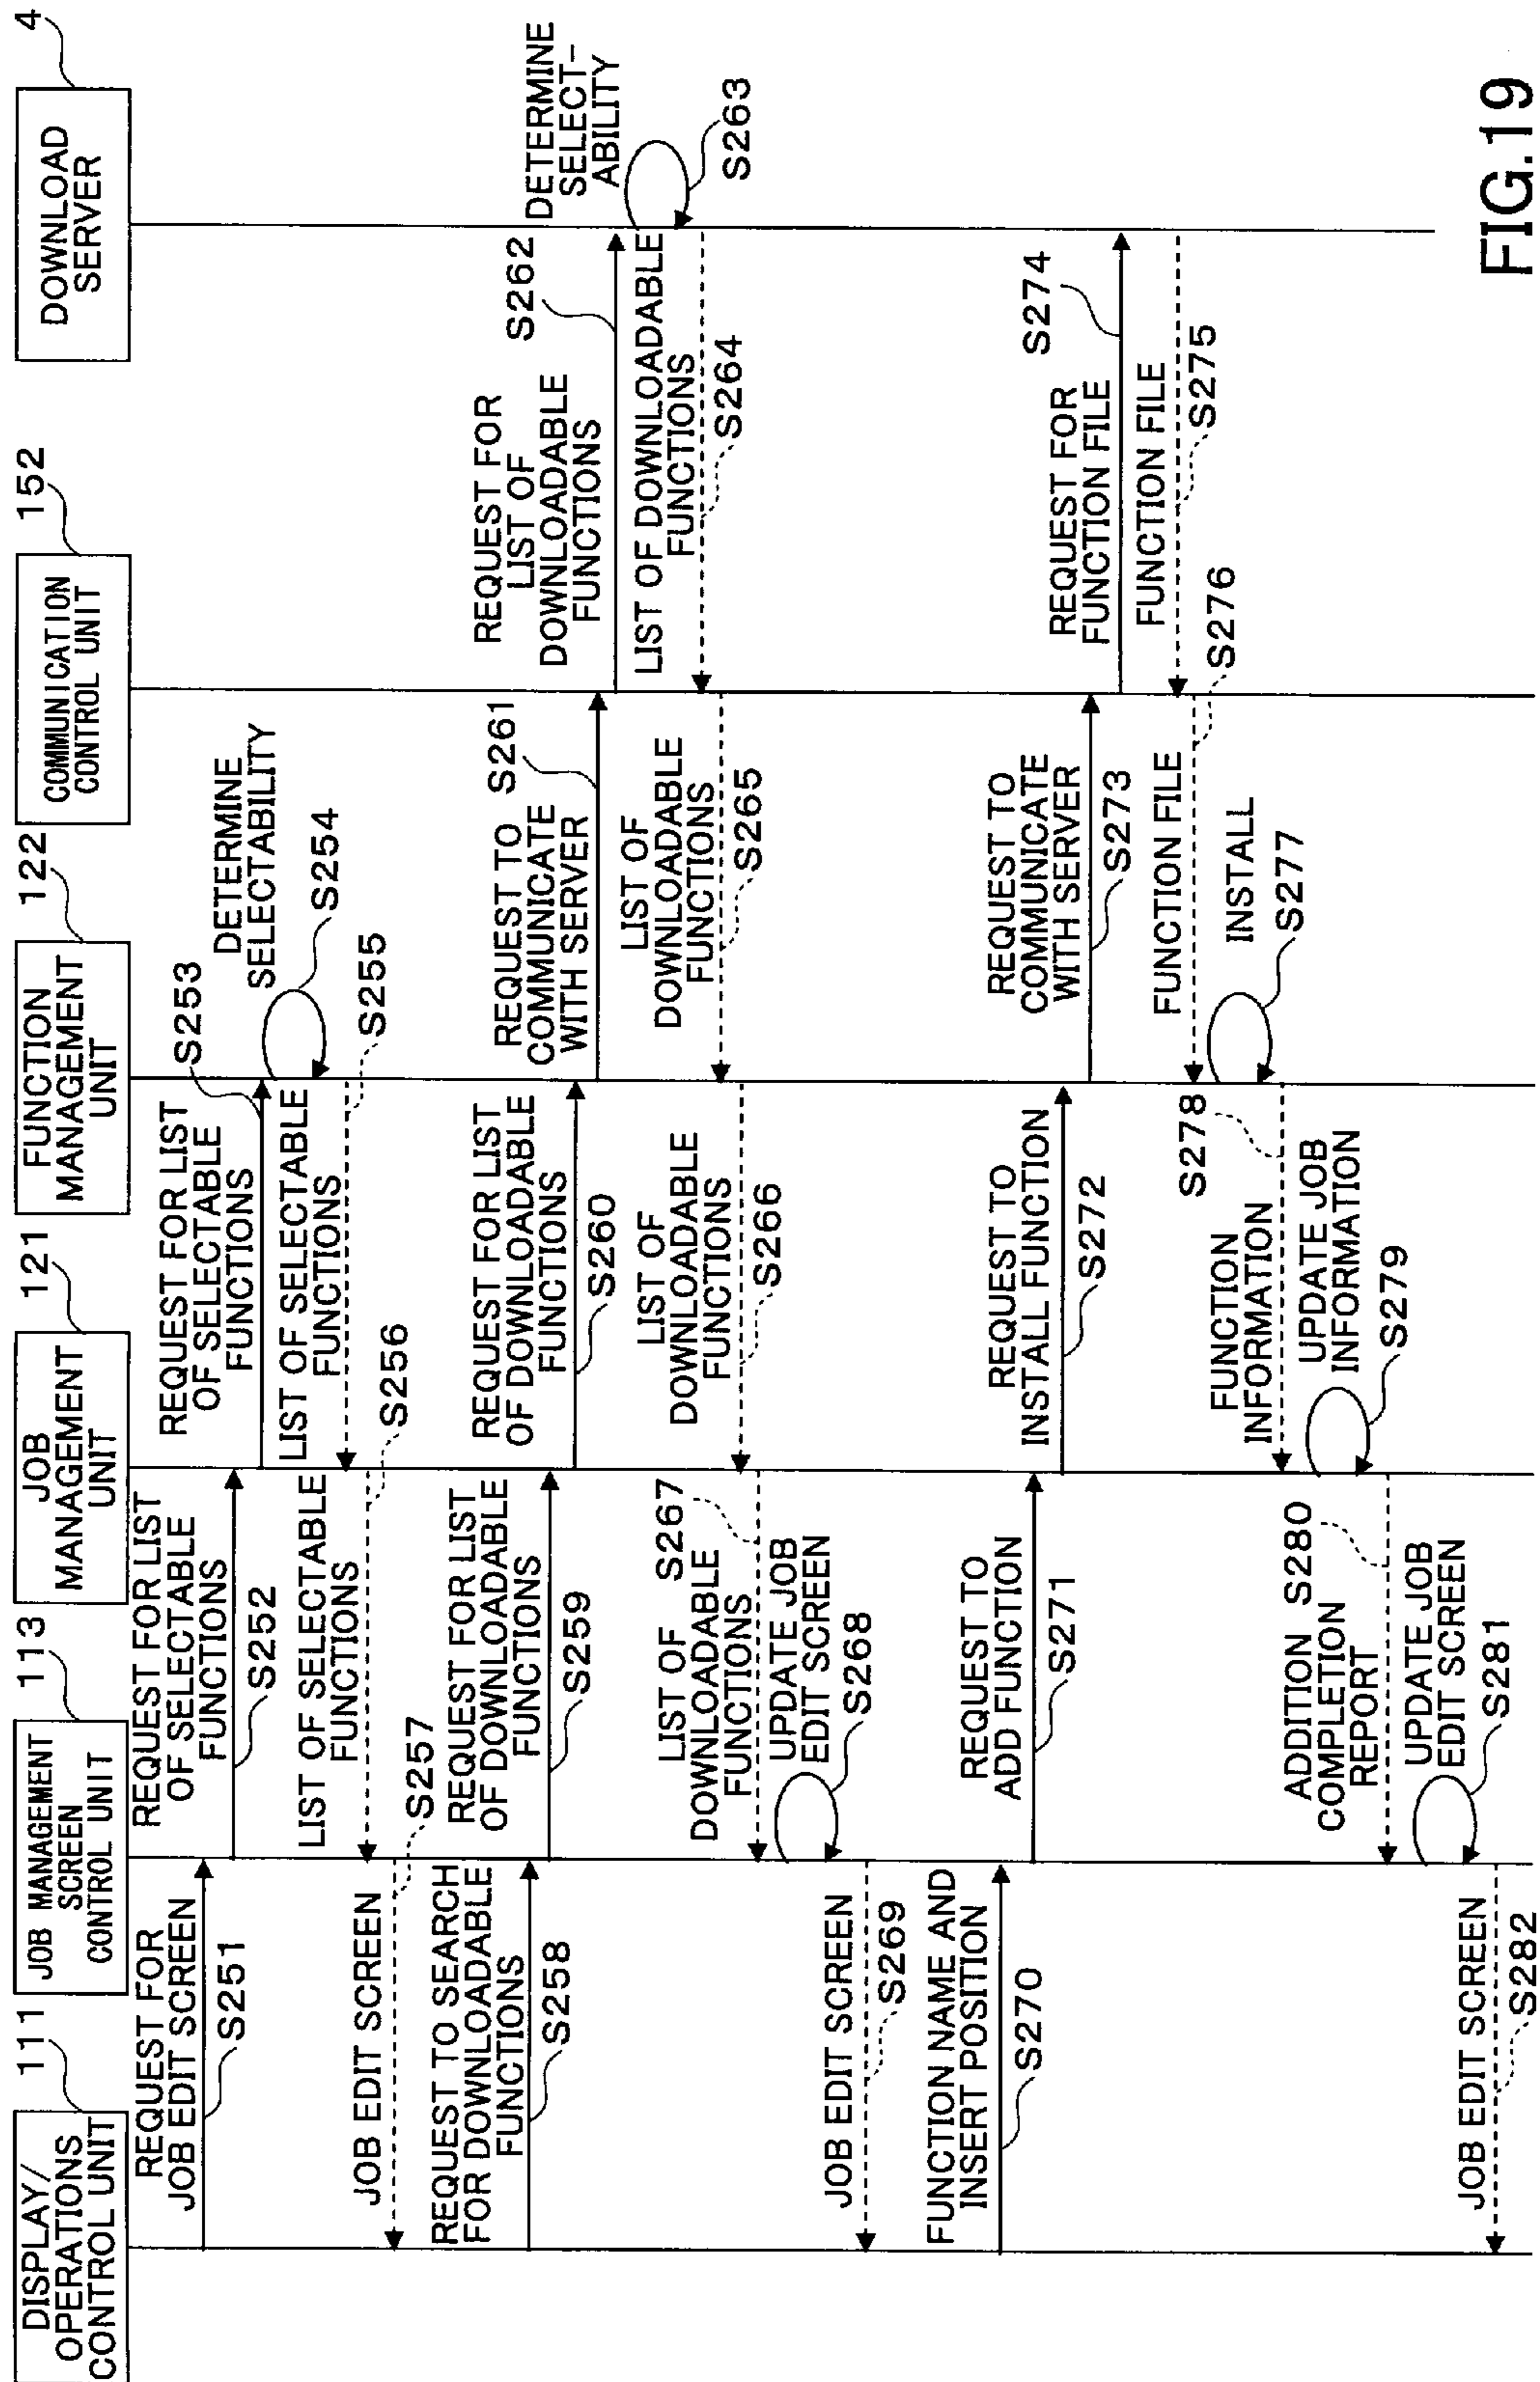 DISPLAY/
OPERATIONS
CONTROL UNIT
111
JOB MANAGEMENT
SCREEN
CONTROL UNIT
113
JOB
MANAGEMENT
UNIT
121
FUNCTION
MANAGEMENT
UNIT
122
COMMUNICATION
CONTROL UNIT
152
DOWNLOAD
SERVER
4
REQUEST FOR
JOB EDIT SCREEN
S251
REQUEST FOR LIST
OF SELECTABLE
FUNCTIONS
S252
REQUEST FOR LIST
OF SELECTABLE
FUNCTIONS
S253
DETERMINE
SELECTABILITY
S254
LIST OF SELECTABLE
FUNCTIONS
S255
LIST OF SELECTABLE
FUNCTIONS
S256
JOB EDIT SCREEN
S257
REQUEST TO SEARCH
FOR DOWNLOADABLE
FUNCTIONS
S258
REQUEST FOR LIST
OF DOWNLOADABLE
FUNCTIONS
S259
REQUEST FOR LIST
OF DOWNLOADABLE
FUNCTIONS
S260
REQUEST TO
COMMUNICATE
WITH SERVER
S261
REQUEST FOR
LIST OF
DOWNLOADABLE
FUNCTIONS
S262
DETERMINE
SELECT-
ABILITY
S263
LIST OF DOWNLOADABLE
FUNCTIONS
S264
LIST OF
DOWNLOADABLE
FUNCTIONS
S265
LIST OF
DOWNLOADABLE
FUNCTIONS
S266
LIST OF
DOWNLOADABLE
FUNCTIONS
S267
UPDATE JOB
EDIT SCREEN
S268
JOB EDIT SCREEN
S269
FUNCTION NAME AND
INSERT POSITION
S270
REQUEST TO
ADD FUNCTION
S271
REQUEST TO
INSTALL FUNCTION
S272
REQUEST TO
COMMUNICATE
WITH SERVER
S273
REQUEST FOR
FUNCTION FILE
S274
FUNCTION FILE
S275
FUNCTION FILE
S276
INSTALL
S277
FUNCTION
INFORMATION
S278
UPDATE JOB
INFORMATION
S279
ADDITION
COMPLETION
REPORT
S280
UPDATE JOB
EDIT SCREEN
S281
JOB EDIT SCREEN
S282
FIG.19